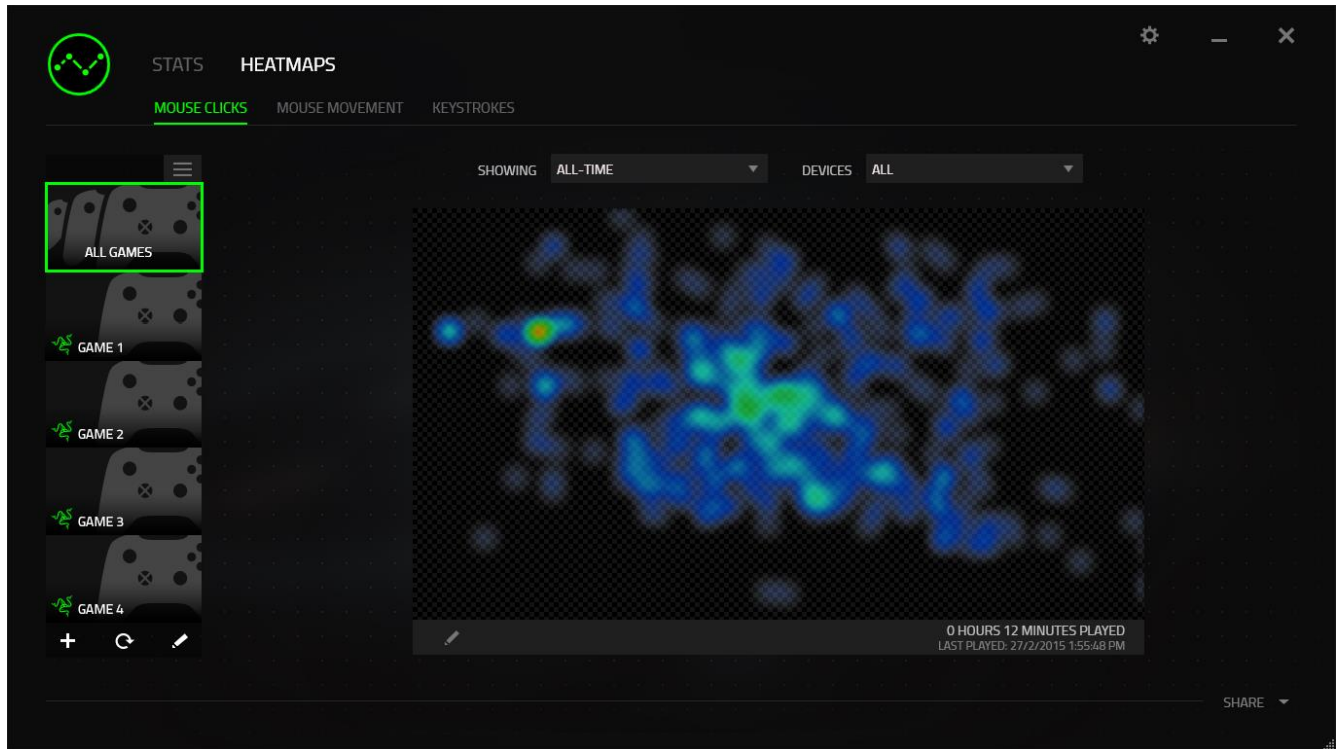 STATS HEATMAPS
MOUSE CLICKS MOUSE MOVEMENT KEYSTROKES
SHOWING ALL-TIME DEVICES ALL
ALL GAMES
GAME 1
GAME 2
GAME 3
GAME 4
0 HOURS 12 MINUTES PLAYED
LAST PLAYED: 27/2/2015 1:55:48 PM
SHARE